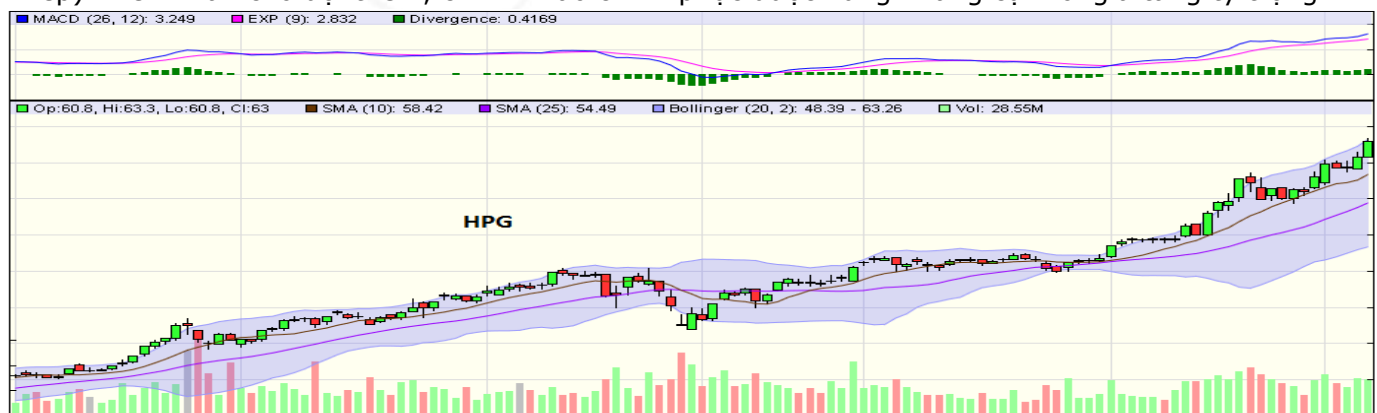 MACD (26, 12): 3.249 EXP (9): 2.832 Divergence: 0.4169
Op:60.8, Hi:63.3, Lo:60.8, Cl:63 SMA (10): 58.42 SMA (25): 54.49 Bollinger (20, 2): 48.39 - 63.26 Vol: 28.55M
HPG